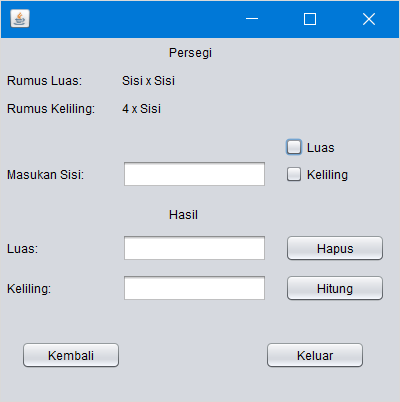 Persegi
Rumus Luas: Sisi x Sisi
Rumus Keliling: 4 x Sisi
Luas
Masukan Sisi: Keliling
Hasil
Luas: Hapus
Keliling: Hitung
Kembali Keluar